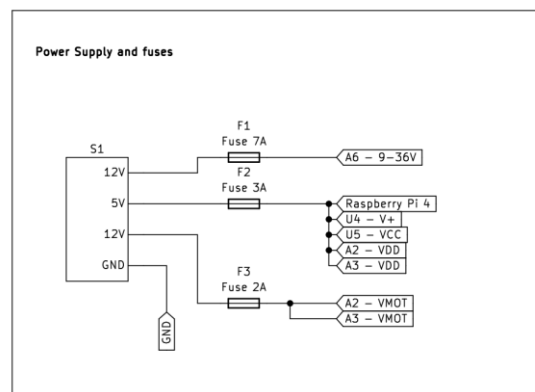 Power Supply and fuses
F1
Fuse 7A
S1
12V
A6 - 9-36V
F2
Fuse 3A
5V
Raspberry Pi 4
U4 - V+
U5 - VCC
A2 - VDD
A3 - VDD
12V
GND
F3
Fuse 2A
A2 - VMOT
A3 - VMOT
GND